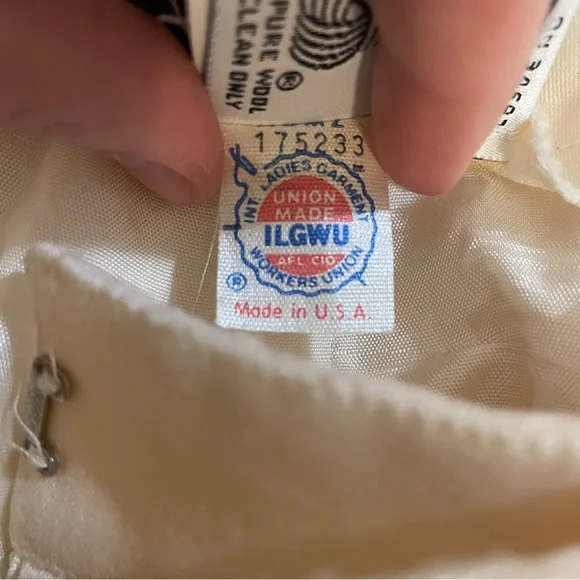 PURE WOOL
CLEAN ONLY
®
175233
INT. LADIES GARMENT
UNION
MADE
ILGWU
AFL·CIO
WORKERS UNION
®
Made in U.S.A.